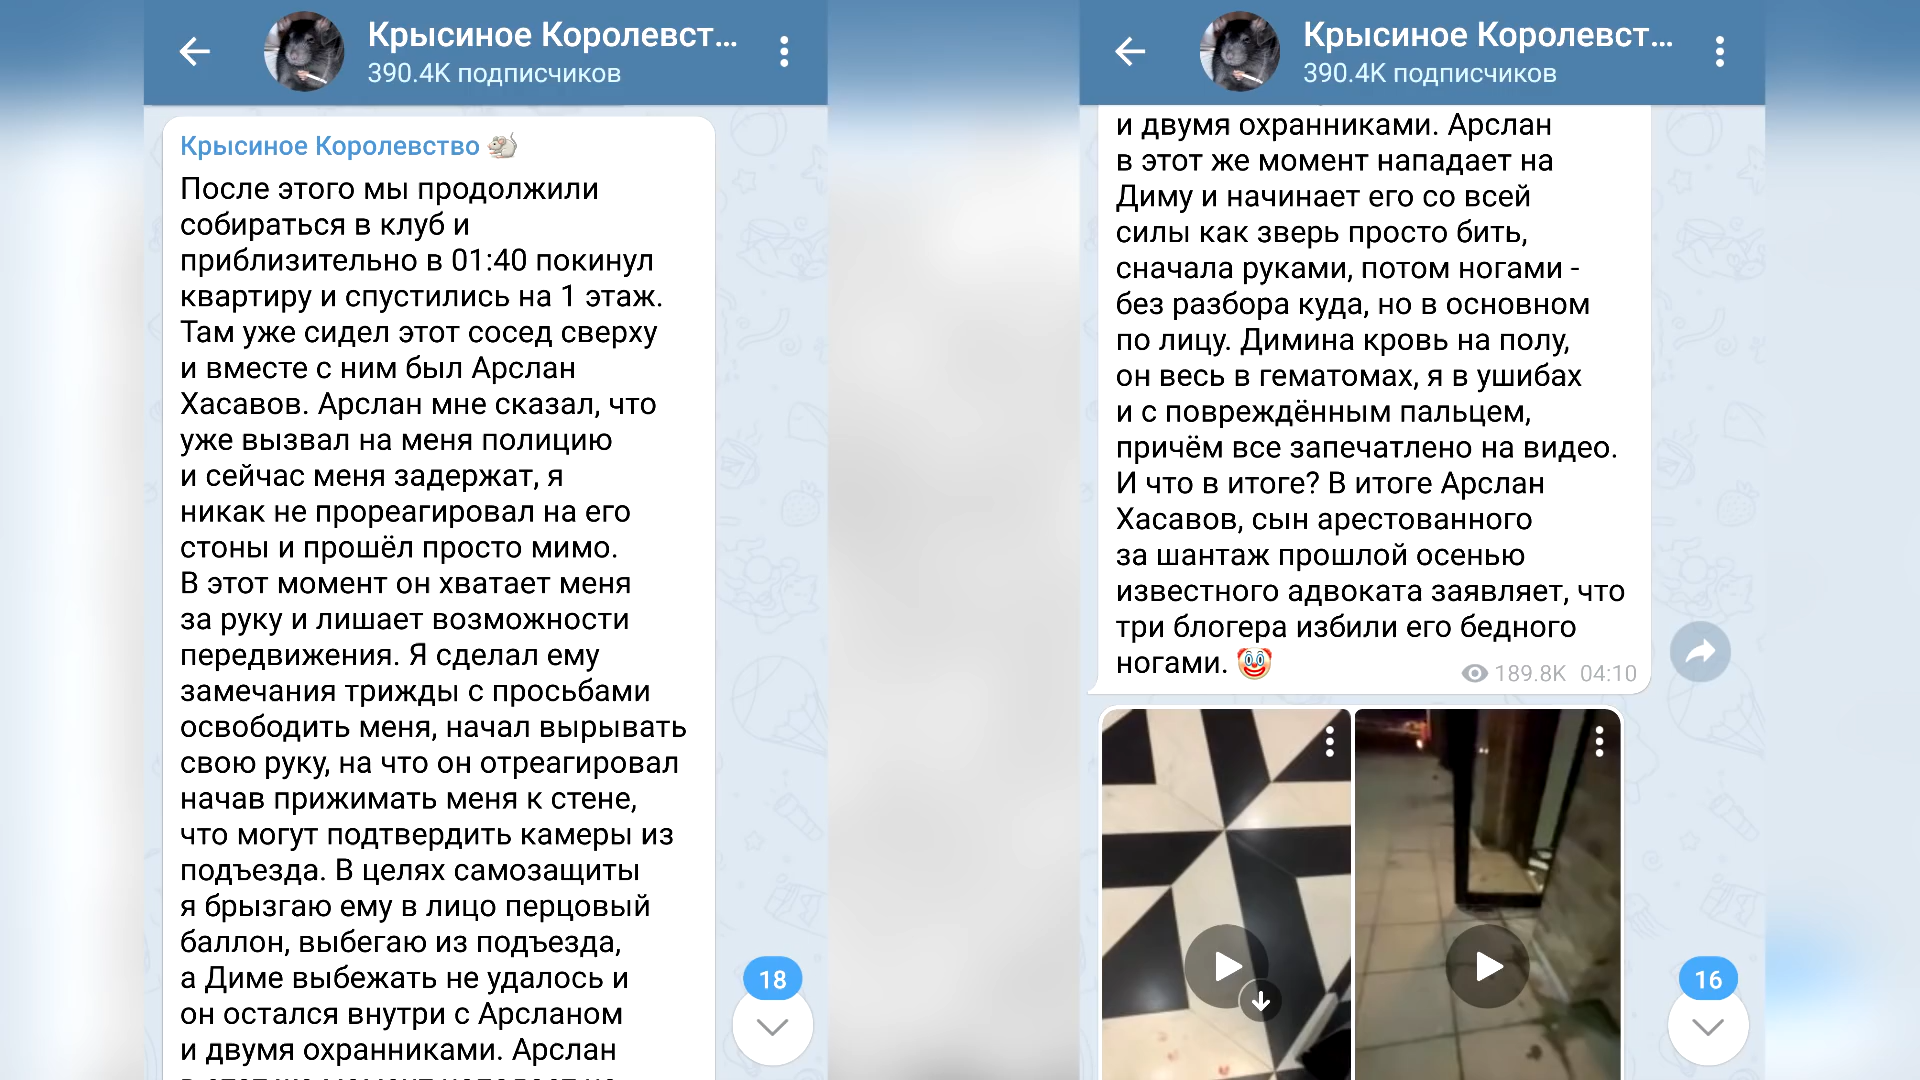 Крысиное Королевст...
390.4K подписчиков
Крысиное Королевство 🐁
После этого мы продолжили
собираться в клуб и
приблизительно в 01:40 покинул
квартиру и спустились на 1 этаж.
Там уже сидел этот сосед сверху
и вместе с ним был Арслан
Хасавов. Арслан мне сказал, что
уже вызвал на меня полицию
и сейчас меня задержат, я
никак не прореагировал на его
стоны и прошёл просто мимо.
В этот момент он хватает меня
за руку и лишает возможности
передвижения. Я сделал ему
замечания трижды с просьбами
освободить меня, начал вырывать
свою руку, на что он отреагировал
начав прижимать меня к стене,
что могут подтвердить камеры из
подъезда. В целях самозащиты
я брызгаю ему в лицо перцовый
баллон, выбегаю из подъезда,
а Диме выбежать не удалось и
он остался внутри с Арсланом
и двумя охранниками. Арслан
18
Крысиное Королевст...
390.4K подписчиков
и двумя охранниками. Арслан
в этот же момент нападает на
Диму и начинает его со всей
силы как зверь просто бить,
сначала руками, потом ногами -
без разбора куда, но в основном
по лицу. Димина кровь на полу,
он весь в гематомах, я в ушибах
и с повреждённым пальцем,
причём все запечатлено на видео.
И что в итоге? В итоге Арслан
Хасавов, сын арестованного
за шантаж прошлой осенью
известного адвоката заявляет, что
три блогера избили его бедного
ногами. 🤡
189.8K 04:10
16